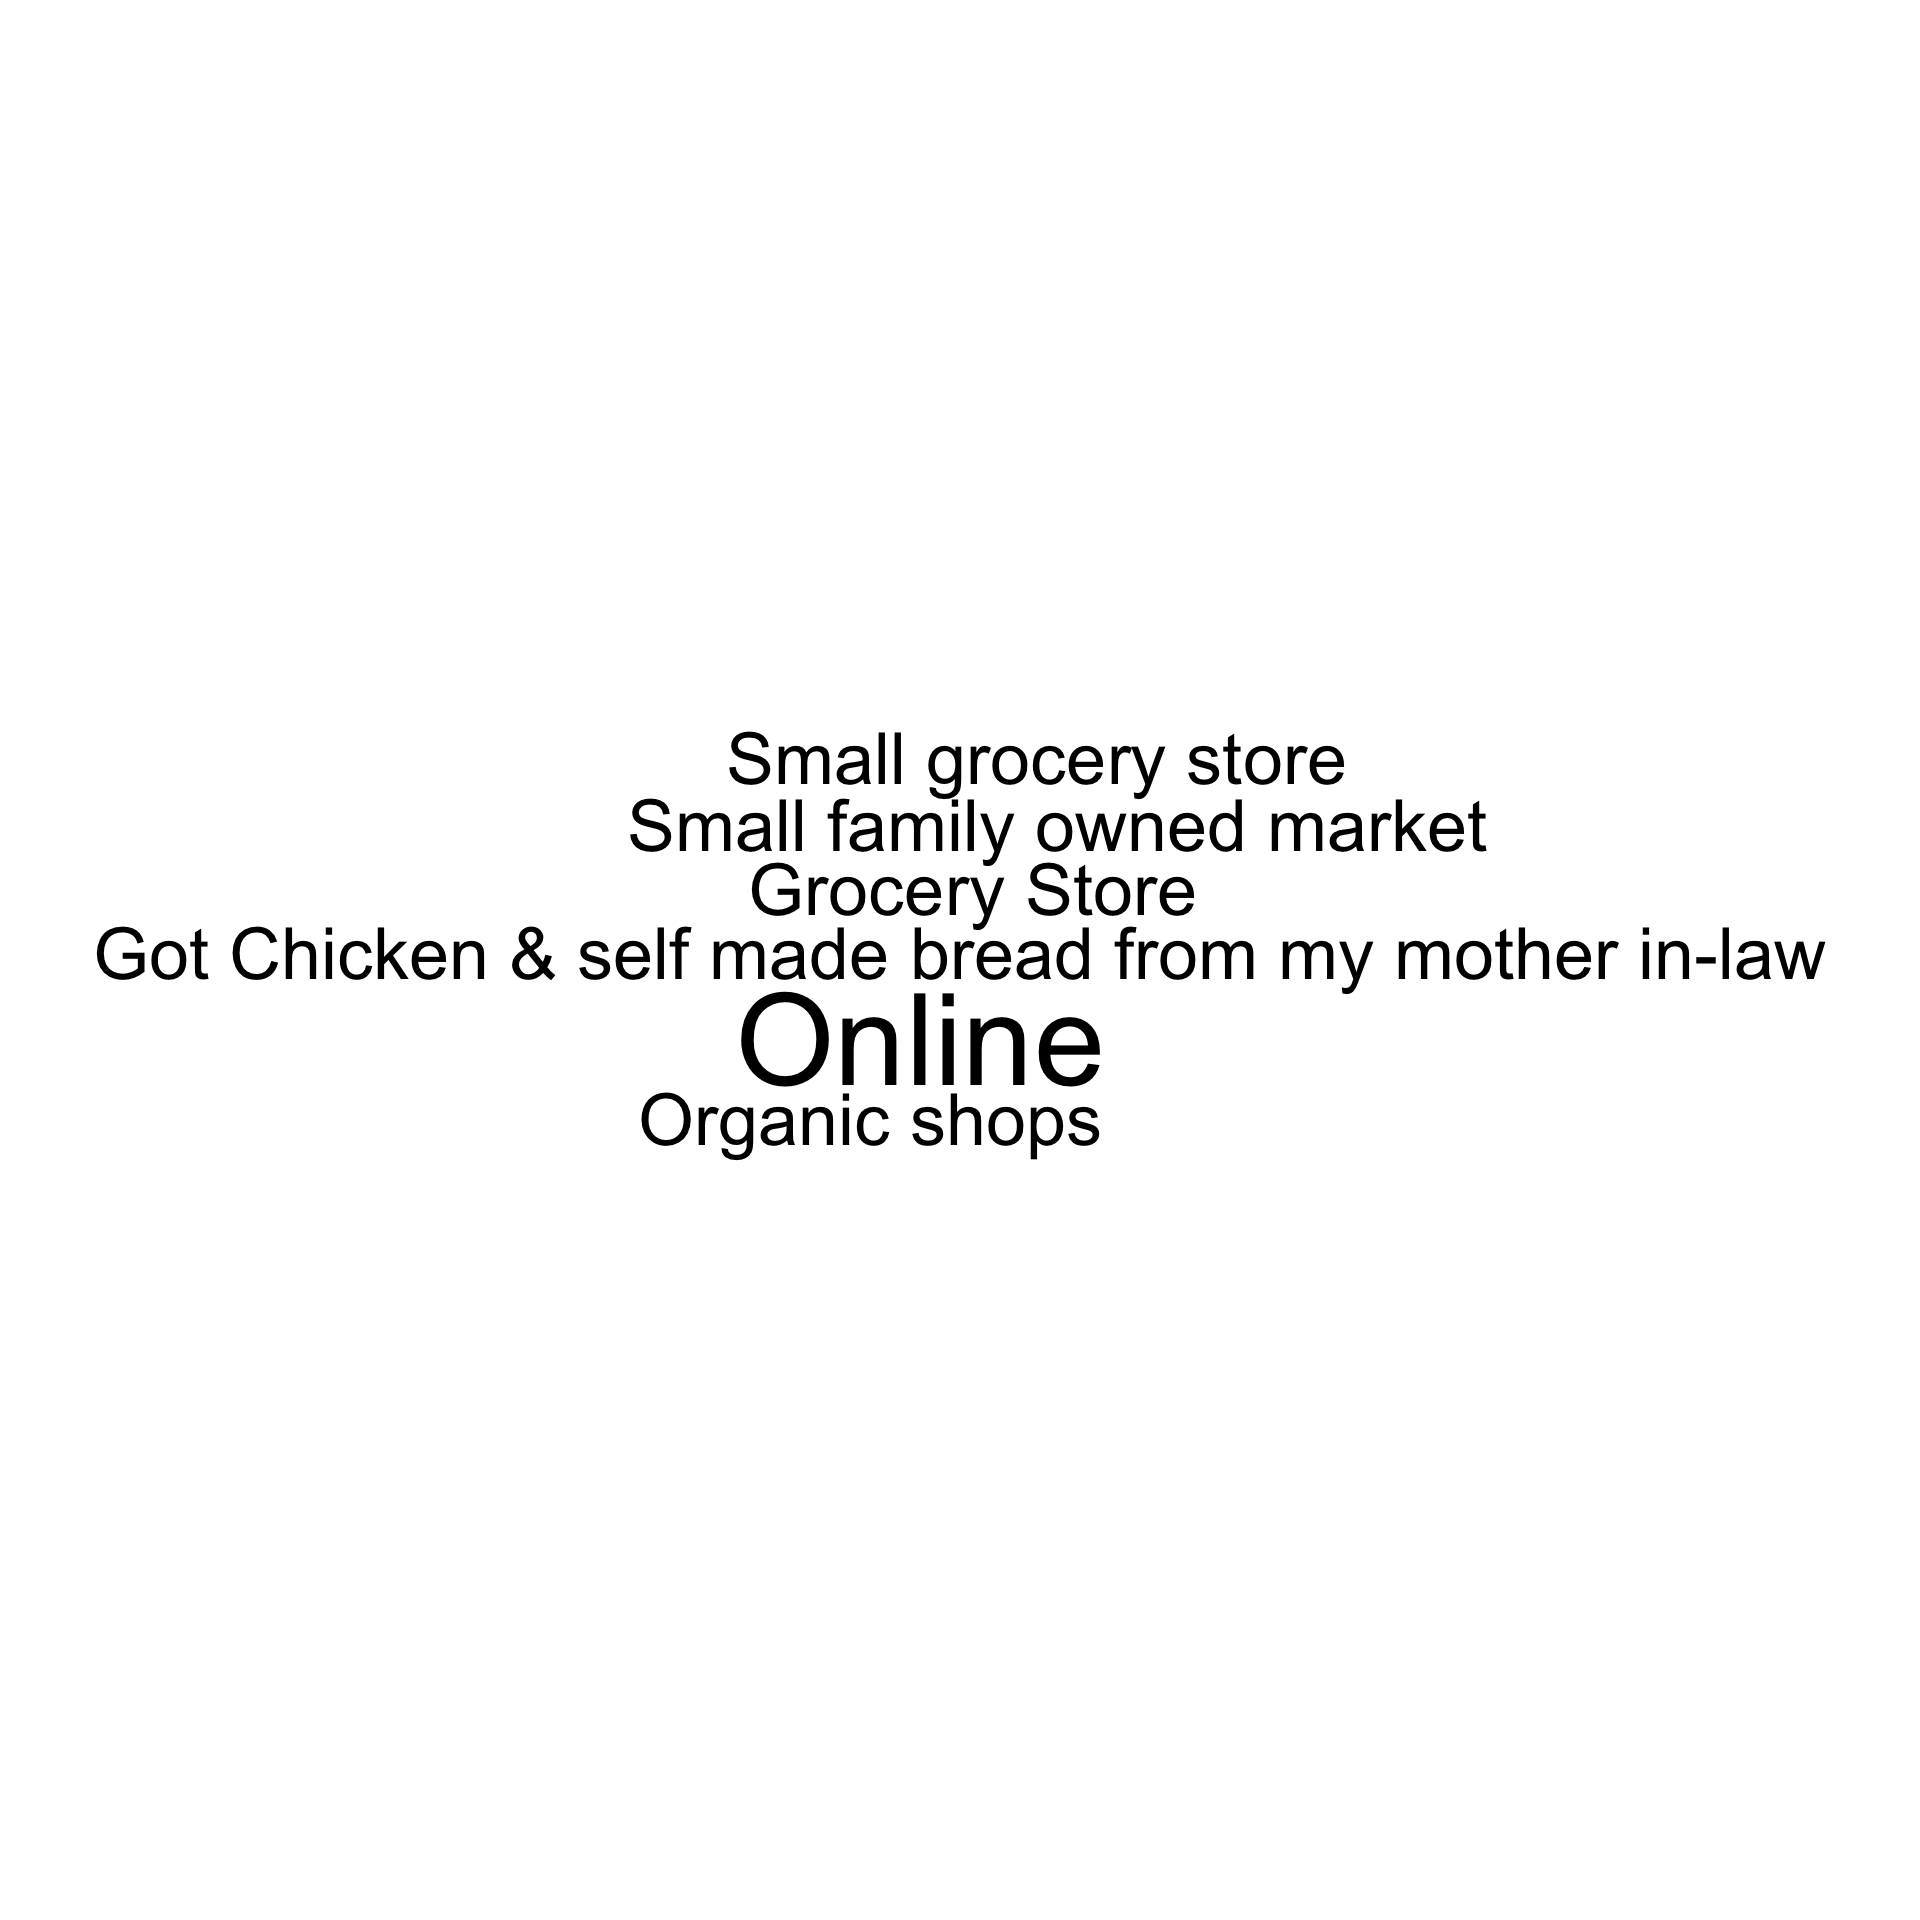 Small grocery store
Small family owned market
Grocery Store
Got Chicken & self made bread from my mother in-law
Online
Organic shops